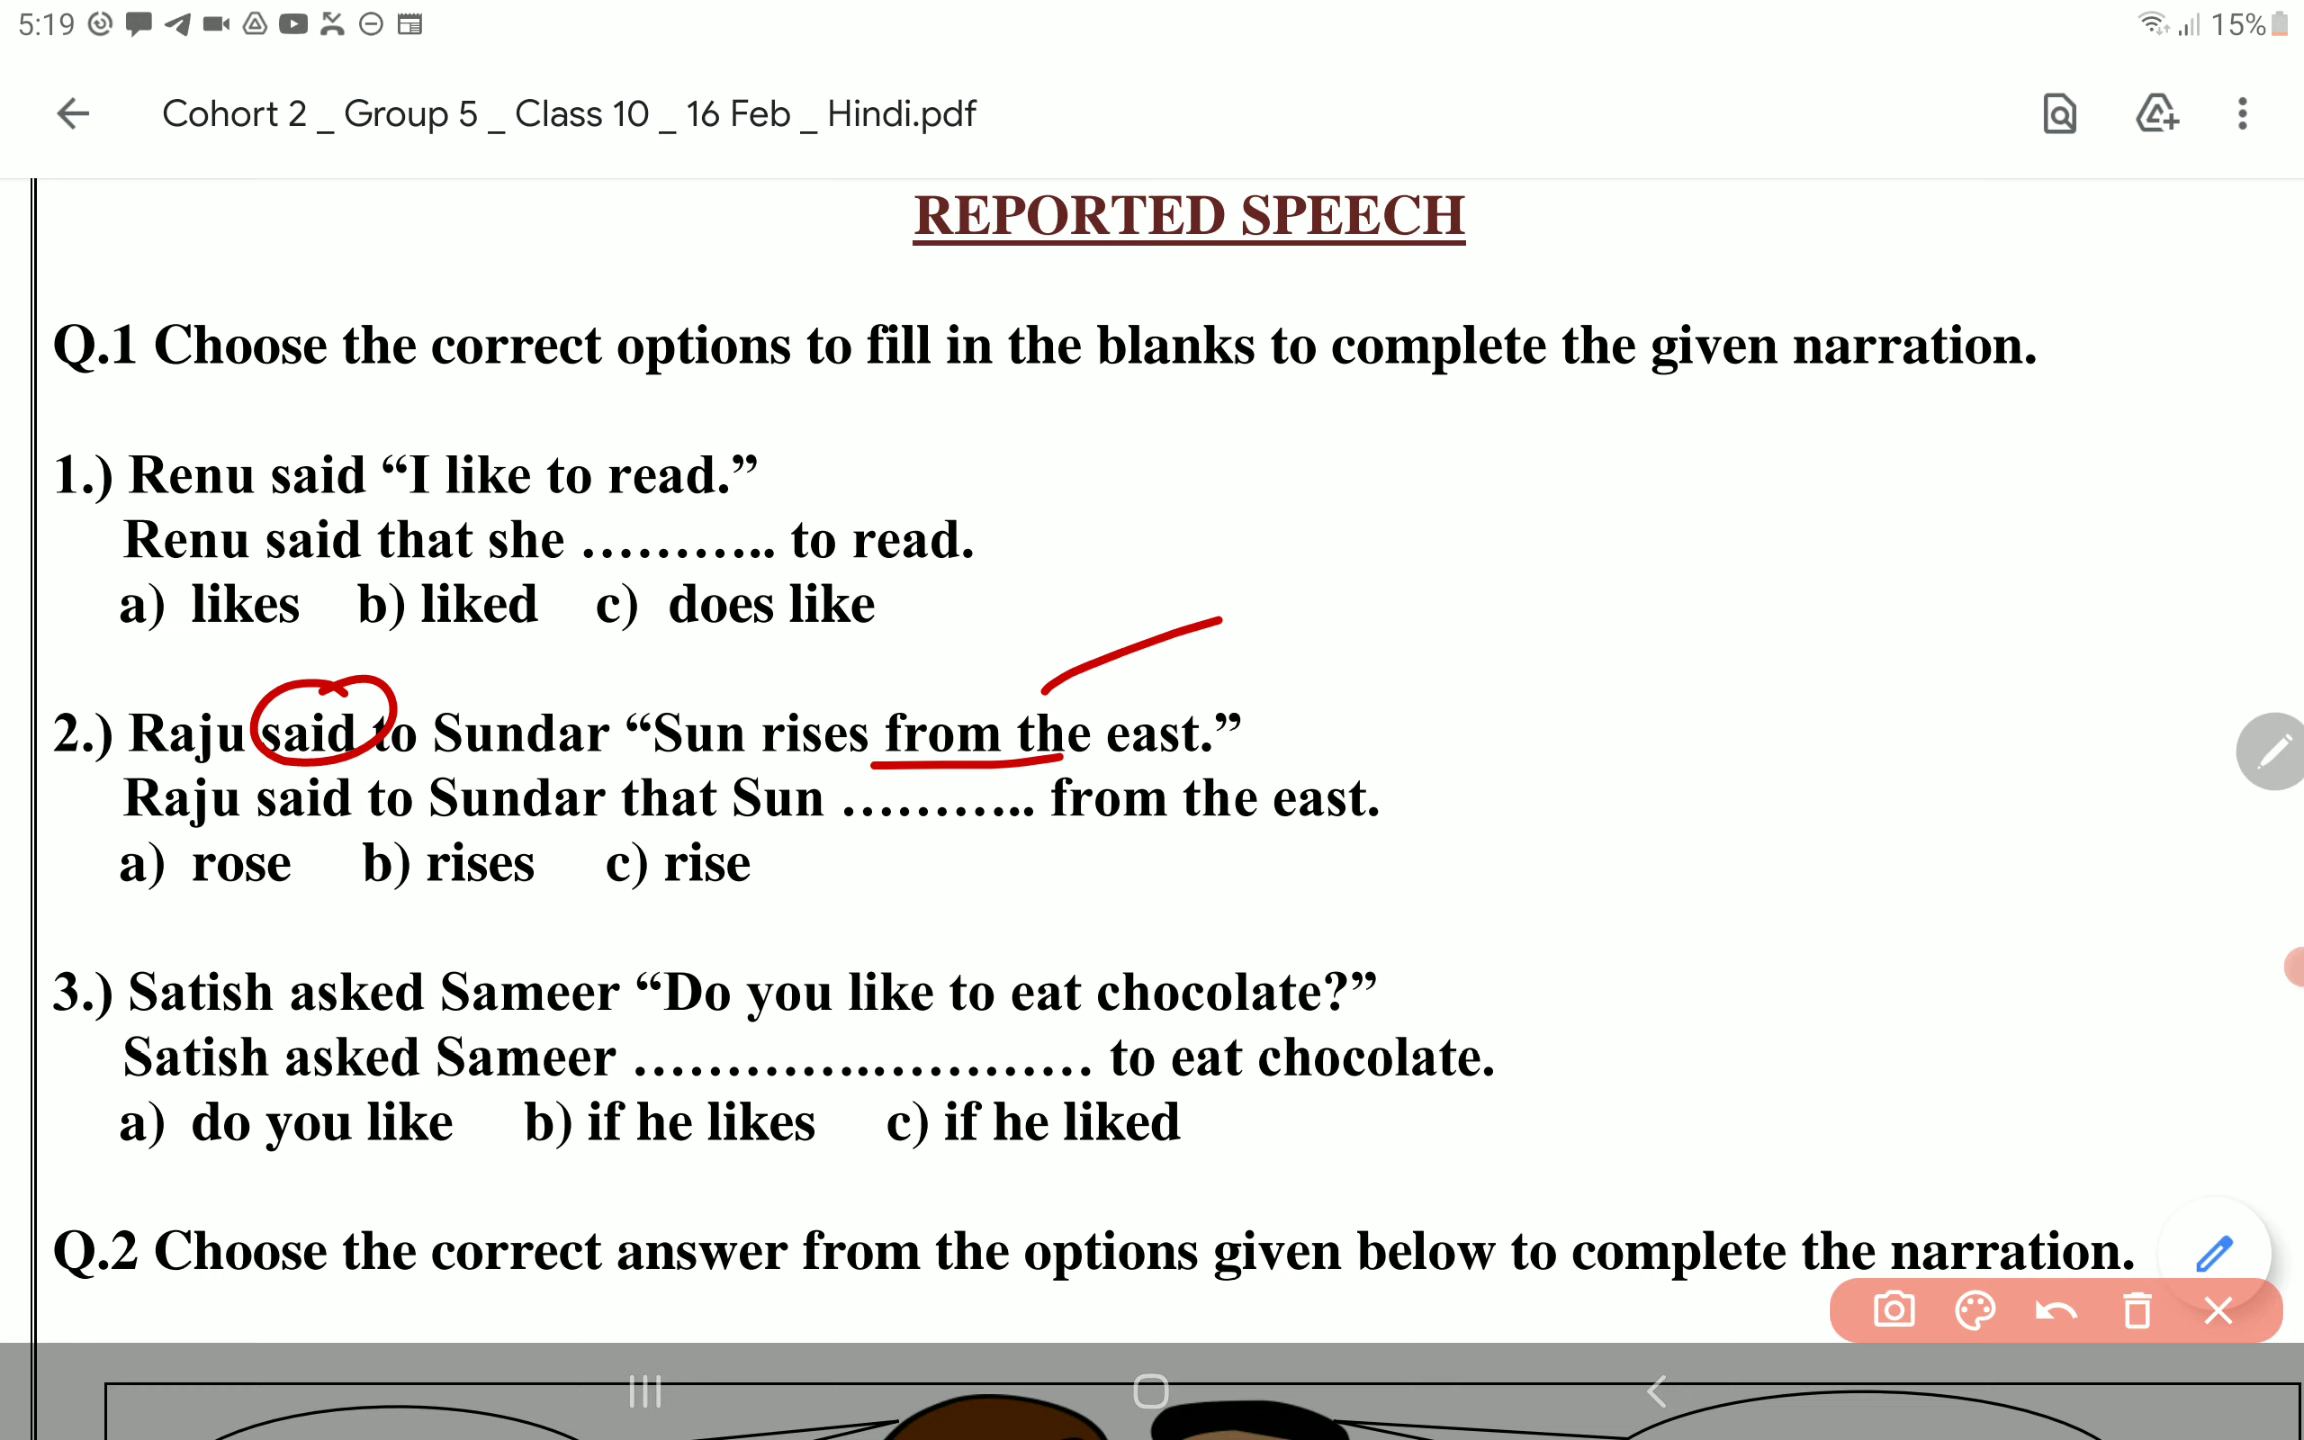 5:19
15%
Cohort 2 _ Group 5 _ Class 10 _ 16 Feb _ Hindi.pdf
REPORTED SPEECH
Q.1 Choose the correct options to fill in the blanks to complete the given narration.
1.) Renu said “I like to read.”
Renu said that she ……….. to read.
a) likes b) liked c) does like
2.) Raju said to Sundar “Sun rises from the east.”
Raju said to Sundar that Sun ……….. from the east.
a) rose b) rises c) rise
3.) Satish asked Sameer “Do you like to eat chocolate?”
Satish asked Sameer …………..………… to eat chocolate.
a) do you like b) if he likes c) if he liked
Q.2 Choose the correct answer from the options given below to complete the narration.